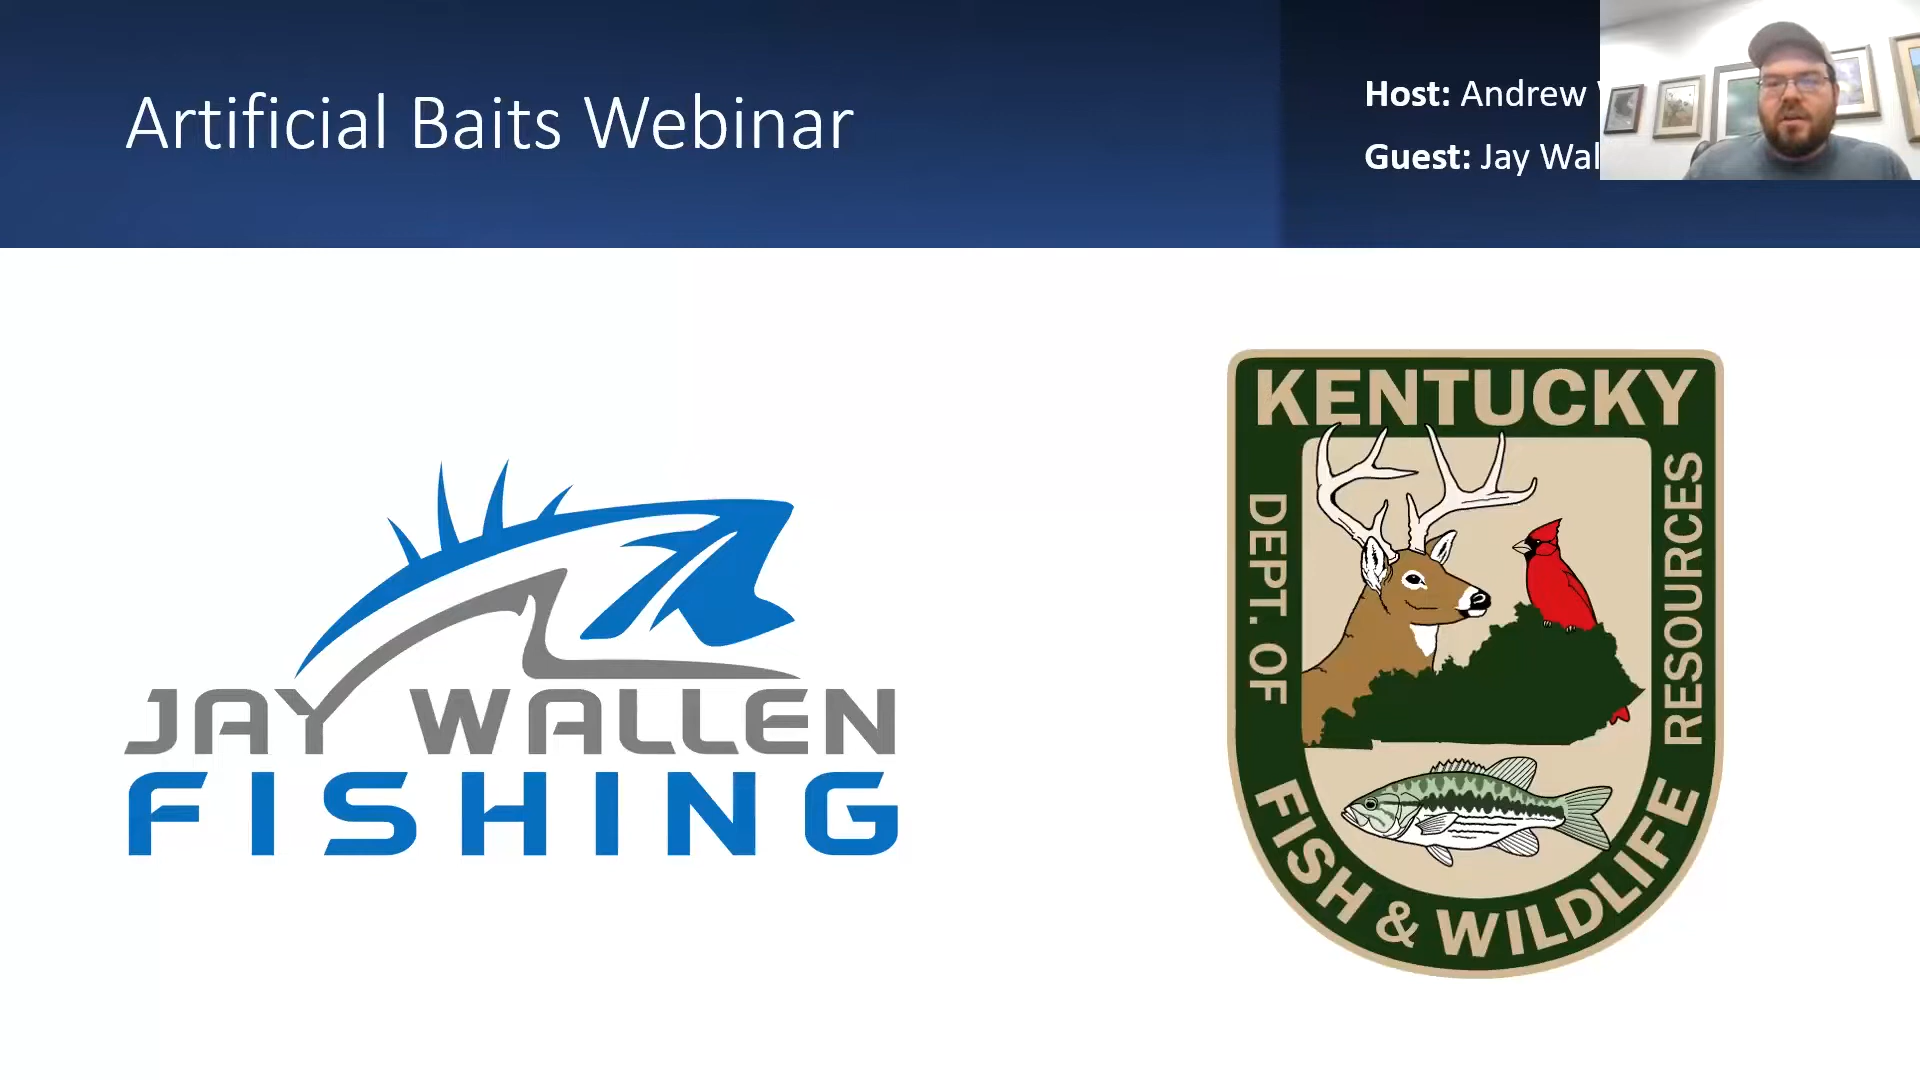 Artificial Baits Webinar
Host: Andrew
Guest: Jay
JAY WALLEN
FISHING
KENTUCKY
DEPT. OF
FISH & WILDLIFE
RESOURCES